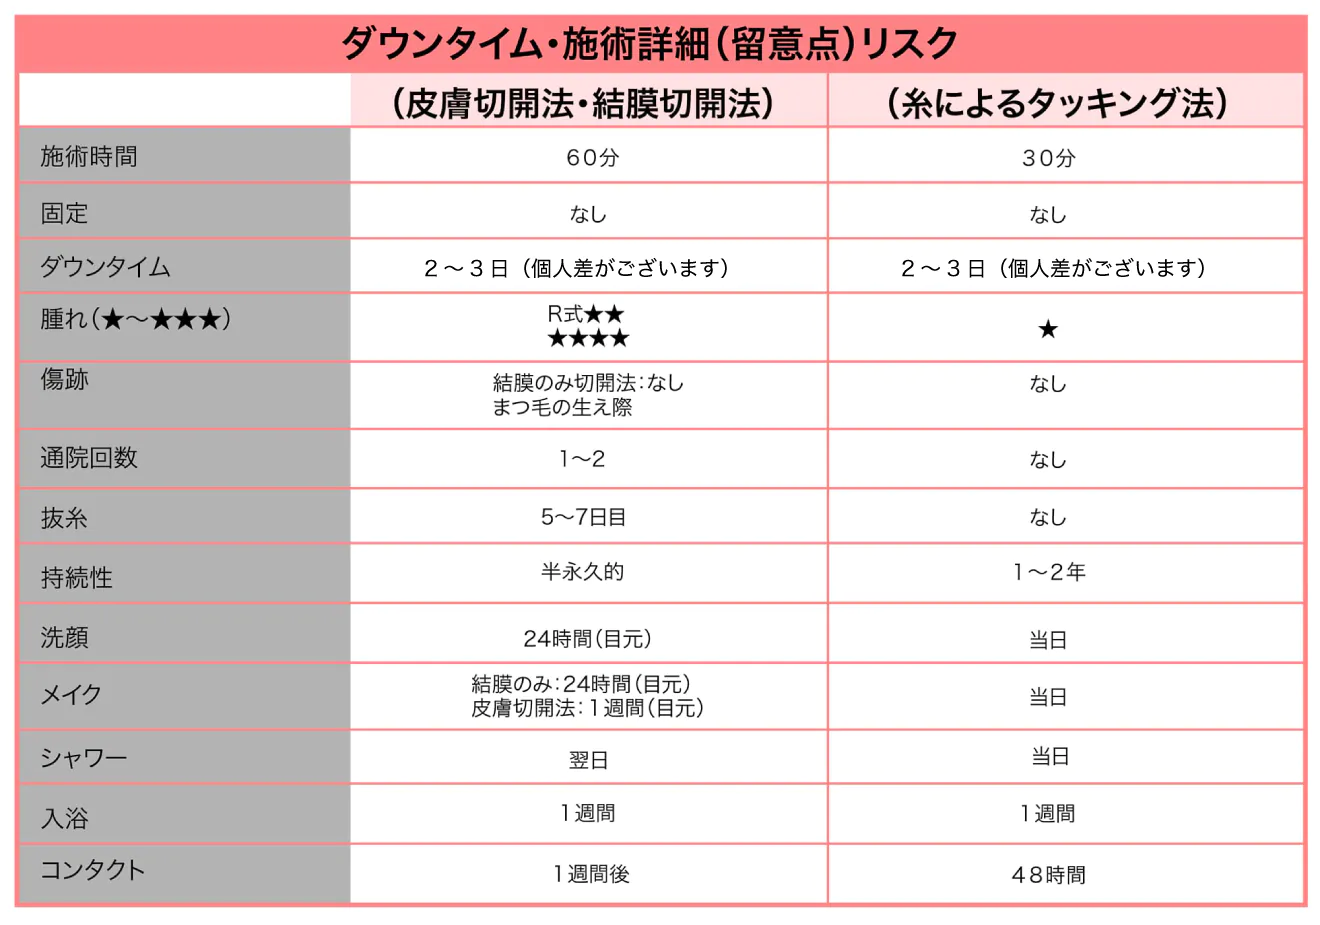 ダウンタイム・施術詳細(留意点)リスク
(皮膚切開法・結膜切開法)
(糸によるタッキング法)
施術時間
60分
30分
固定
なし
なし
ダウンタイム
2〜3日(個人差がございます)
2〜3日(個人差がございます)
腫れ(★〜★★★)
R式★★
★★★★
★
傷跡
結膜のみ切開法:なし
まつ毛の生え際
なし
通院回数
1〜2
なし
抜糸
5〜7日目
なし
持続性
半永久的
1〜2年
洗顔
24時間(目元)
当日
メイク
結膜のみ:24時間(目元)
皮膚切開法:1週間(目元)
当日
シャワー
翌日
当日
入浴
1週間
1週間
コンタクト
1週間後
48時間